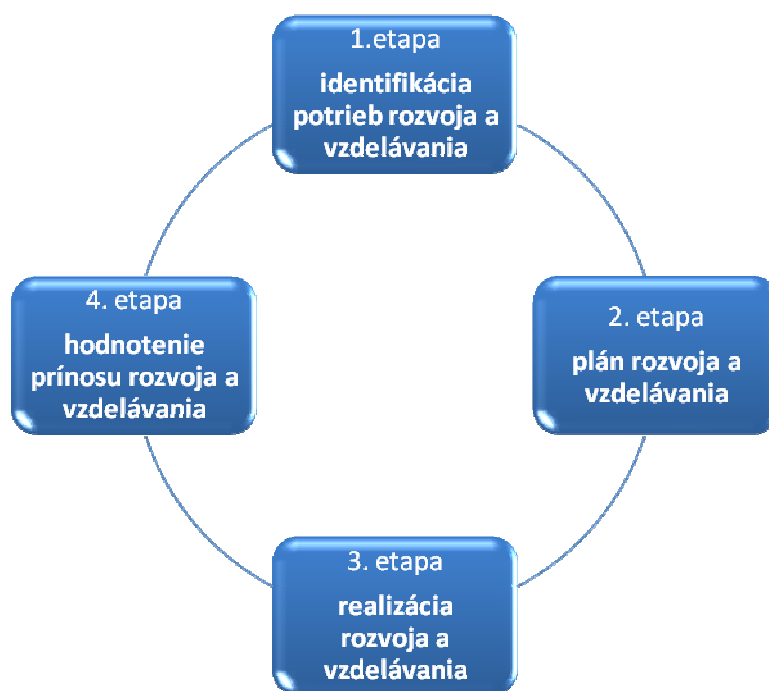 1.etapa
identifikácia
potrieb rozvoja a
vzdelávania
2. etapa
plán rozvoja a
vzdelávania
3. etapa
realizácia
rozvoja a
vzdelávania
4. etapa
hodnotenie
prínosu rozvoja a
vzdelávania